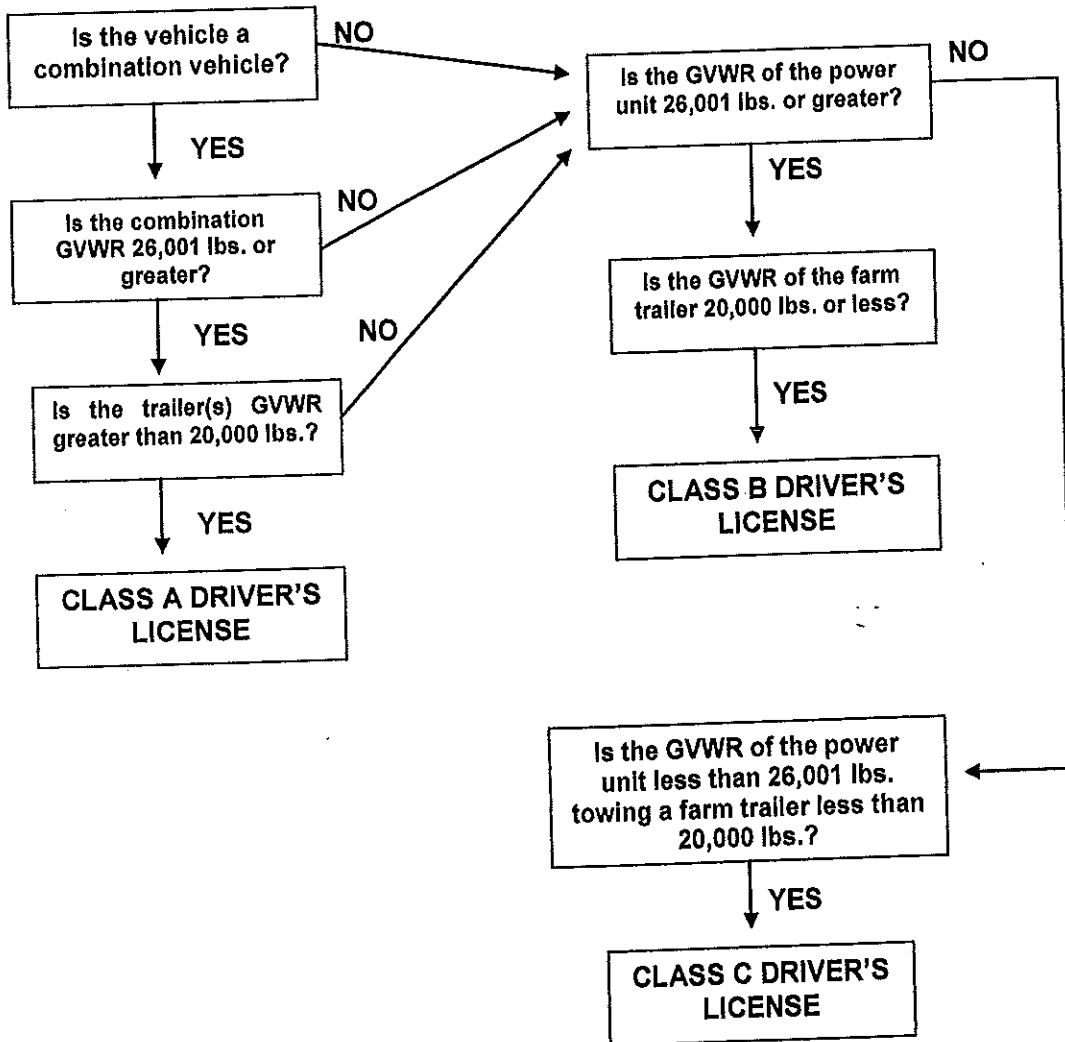 Is the vehicle a
combination vehicle?
NO
YES
Is the combination
GVWR 26,001 lbs. or
greater?
NO
YES
Is the trailer(s) GVWR
greater than 20,000 lbs.?
NO
YES
CLASS A DRIVER'S
LICENSE
Is the GVWR of the power
unit 26,001 lbs. or greater?
NO
YES
Is the GVWR of the farm
trailer 20,000 lbs. or less?
YES
CLASS B DRIVER'S
LICENSE
Is the GVWR of the power
unit less than 26,001 lbs.
towing a farm trailer less than
20,000 lbs.?
YES
CLASS C DRIVER'S
LICENSE